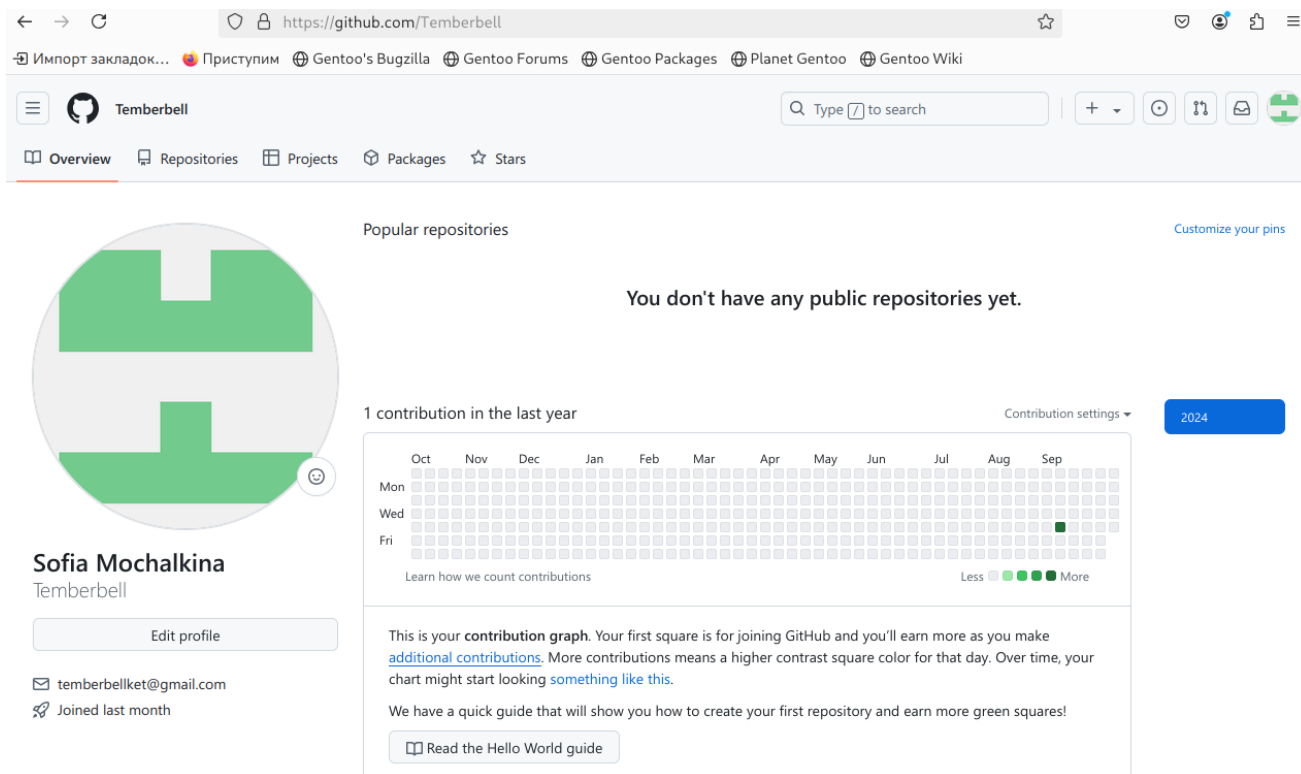 https://github.com/Temberbell
Импорт закладок... Приступим Gentoo's Bugzilla Gentoo Forums Gentoo Packages Planet Gentoo Gentoo Wiki
Temberbell
Type / to search
Overview Repositories Projects Packages Stars
Popular repositories
Customize your pins
You don't have any public repositories yet.
1 contribution in the last year
Contribution settings
2024
Oct Nov Dec Jan Feb Mar Apr May Jun Jul Aug Sep
Mon
Wed
Fri
Learn how we count contributions
Less More
Sofia Mochalkina
Temberbell
Edit profile
temberbellket@gmail.com
Joined last month
This is your contribution graph. Your first square is for joining GitHub and you'll earn more as you make
additional contributions. More contributions means a higher contrast square color for that day. Over time, your
chart might start looking something like this.
We have a quick guide that will show you how to create your first repository and earn more green squares!
Read the Hello World guide